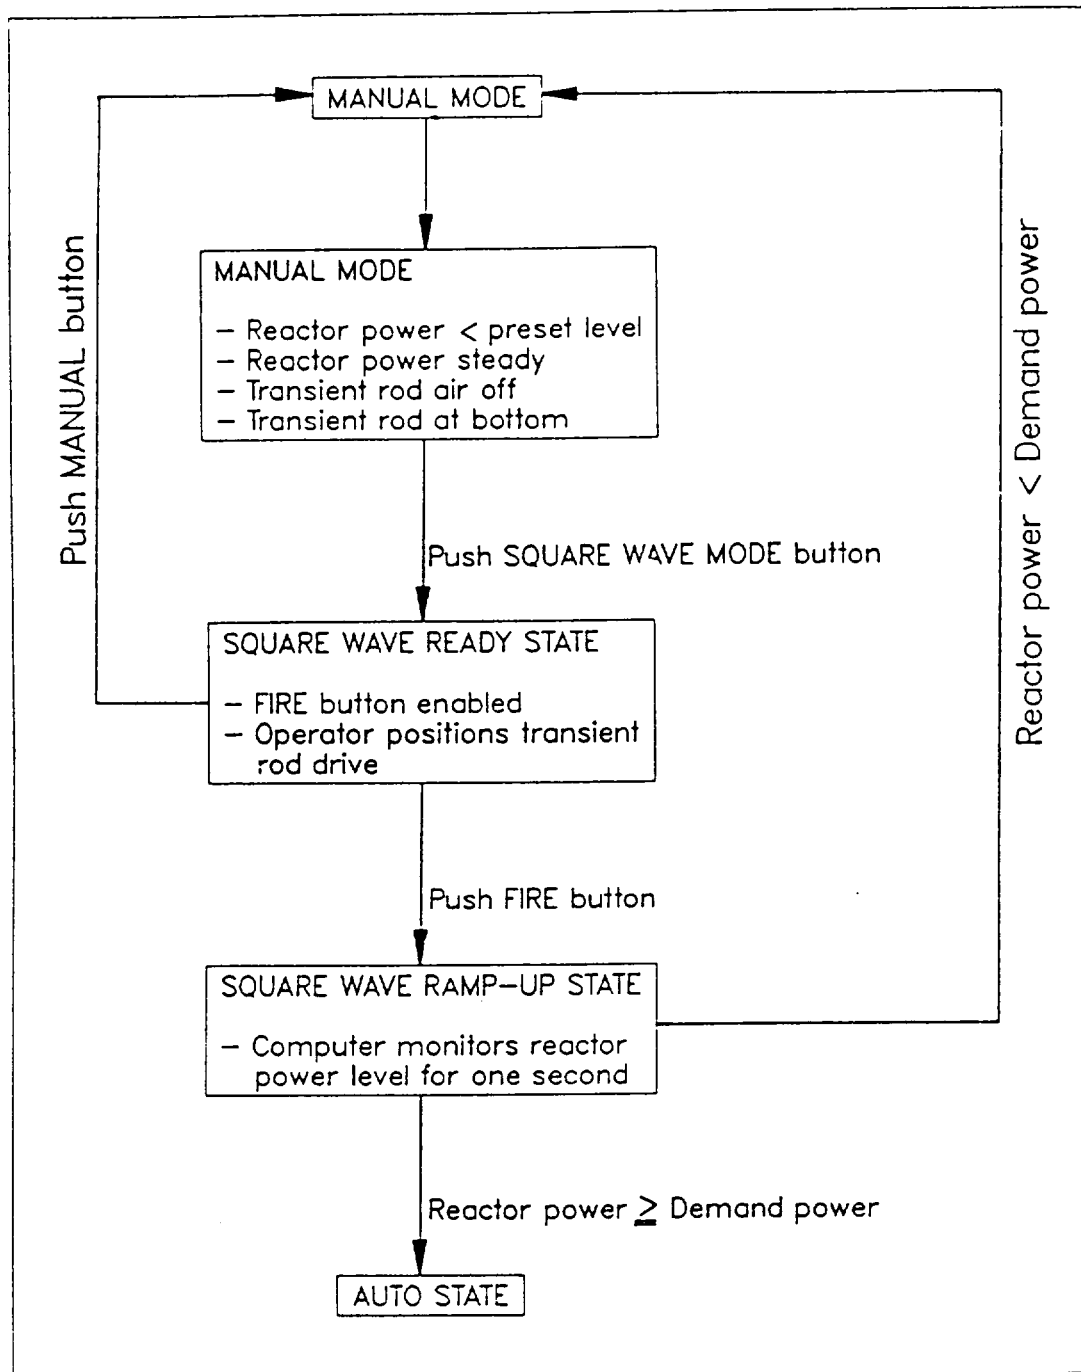 MANUAL MODE
MANUAL MODE
– Reactor power < preset level
– Reactor power steady
– Transient rod air off
– Transient rod at bottom
Push MANUAL button
Reactor power < Demand power
Push SQUARE WAVE MODE button
SQUARE WAVE READY STATE
– FIRE button enabled
– Operator positions transient
rod drive
Push FIRE button
SQUARE WAVE RAMP–UP STATE
– Computer monitors reactor
power level for one second
Reactor power ≥ Demand power
AUTO STATE